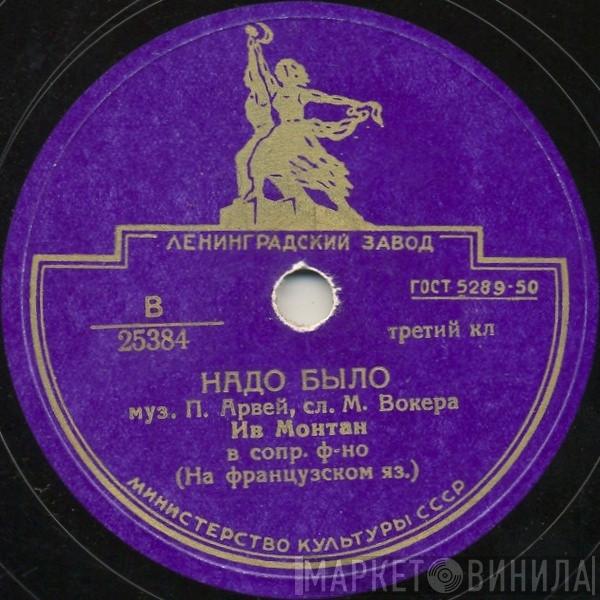 ЛЕНИНГРАДСКИЙ ЗАВОД
В
25384
ГОСТ 5289-50
третий кл
НАДО БЫЛО
муз. П. Арвей, сл. М. Вокера
Ив Монтан
в сопр. ф-но
(На французском яз.)
МИНИСТЕРСТВО КУЛЬТУРЫ СССР
МАРКЕТ ВИНИЛА